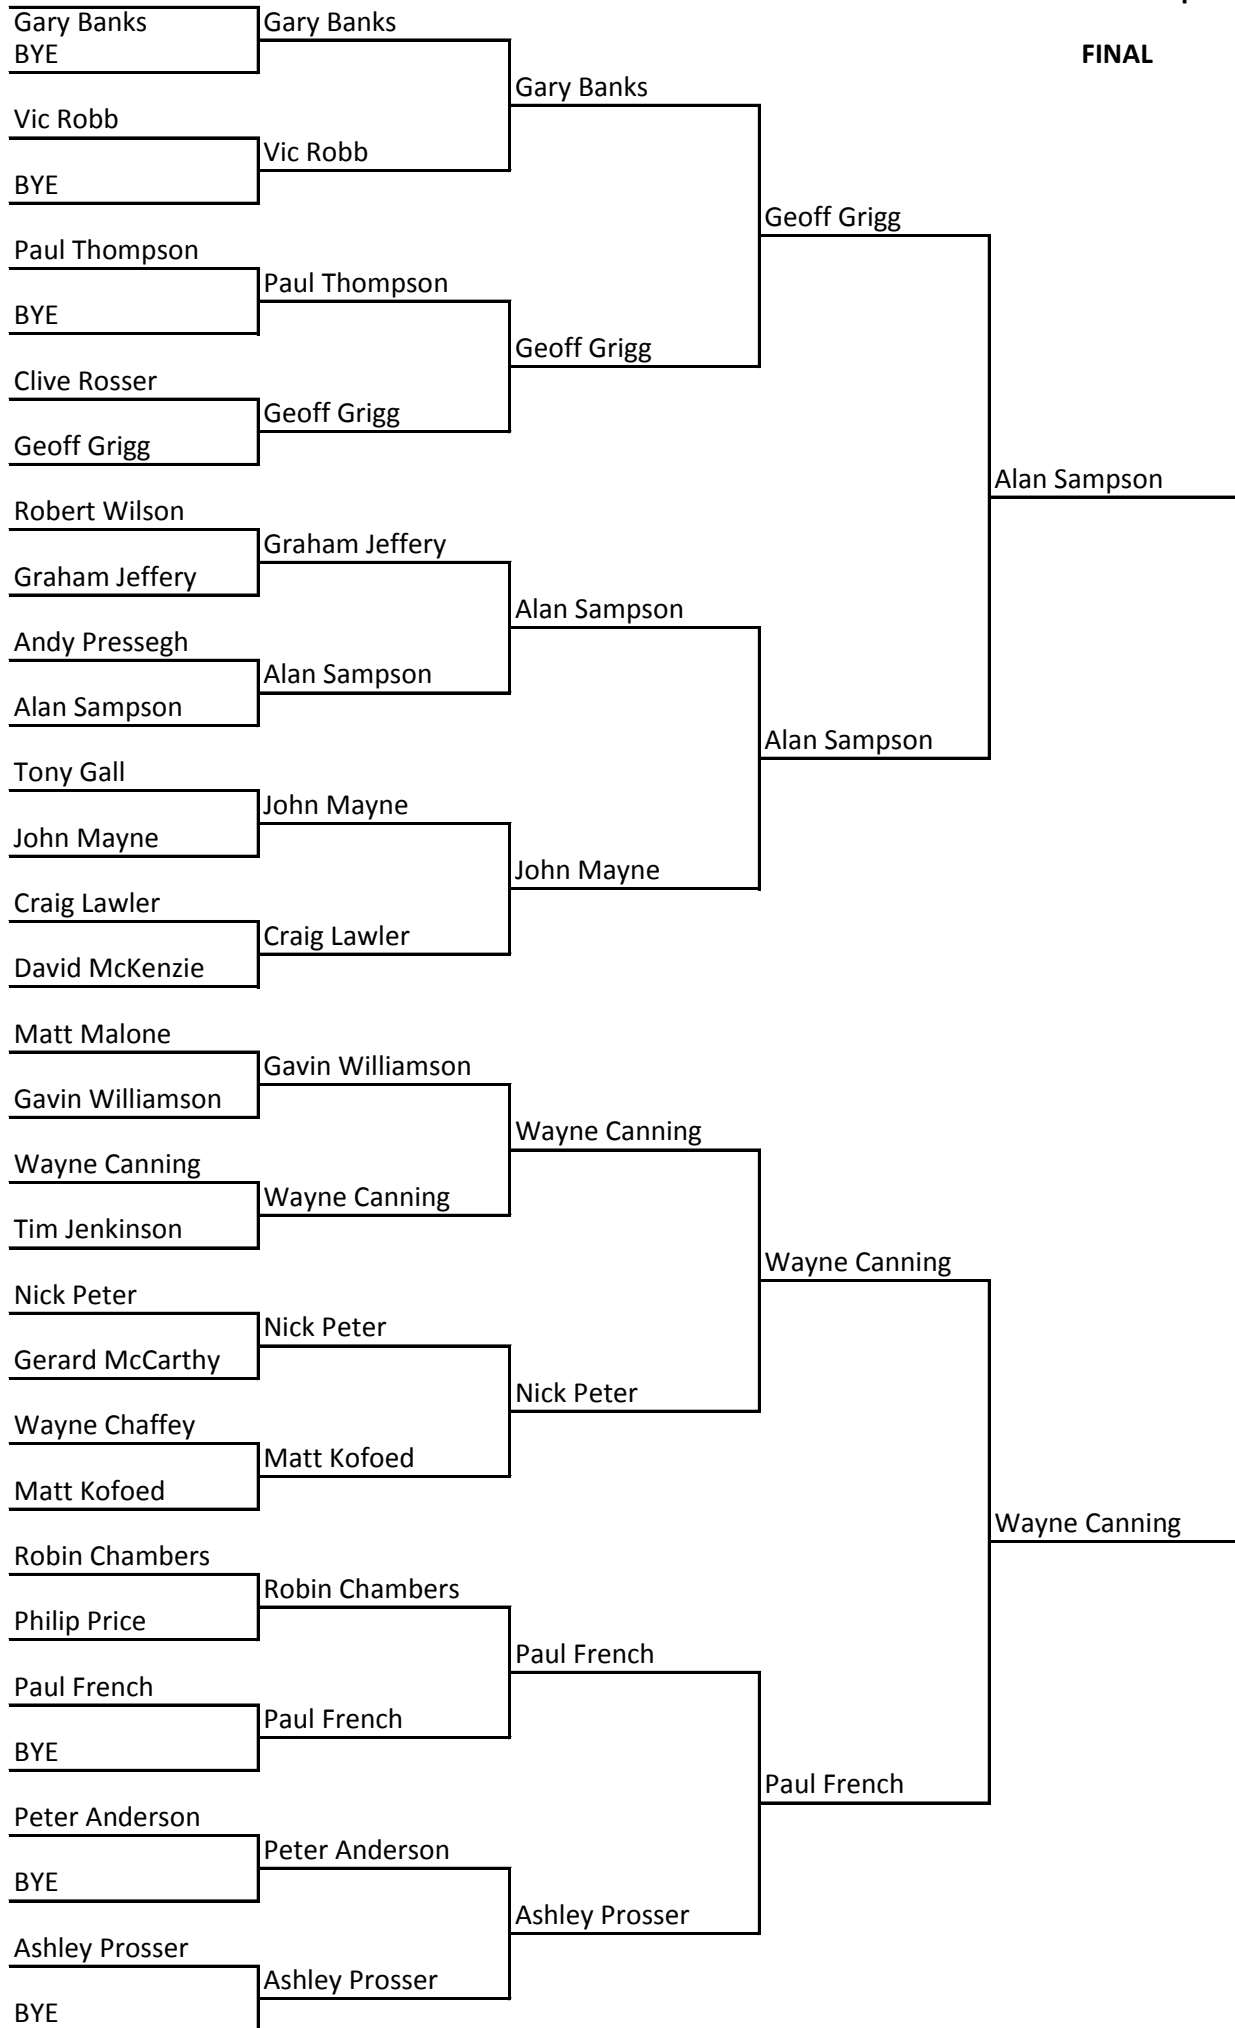 FINAL
Gary Banks
BYE
Vic Robb
BYE
Paul Thompson
BYE
Clive Rosser
Geoff Grigg
Robert Wilson
Graham Jeffery
Andy Pressegh
Alan Sampson
Tony Gall
John Mayne
Craig Lawler
David McKenzie
Matt Malone
Gavin Williamson
Wayne Canning
Tim Jenkinson
Nick Peter
Gerard McCarthy
Wayne Chaffey
Matt Kofoed
Robin Chambers
Philip Price
Paul French
BYE
Peter Anderson
BYE
Ashley Prosser
BYE
Gary Banks
Vic Robb
Paul Thompson
Geoff Grigg
Graham Jeffery
Alan Sampson
John Mayne
Craig Lawler
Gavin Williamson
Wayne Canning
Nick Peter
Matt Kofoed
Robin Chambers
Paul French
Peter Anderson
Ashley Prosser
Gary Banks
Geoff Grigg
Alan Sampson
John Mayne
Wayne Canning
Nick Peter
Paul French
Ashley Prosser
Geoff Grigg
Alan Sampson
Wayne Canning
Paul French
Alan Sampson
Wayne Canning